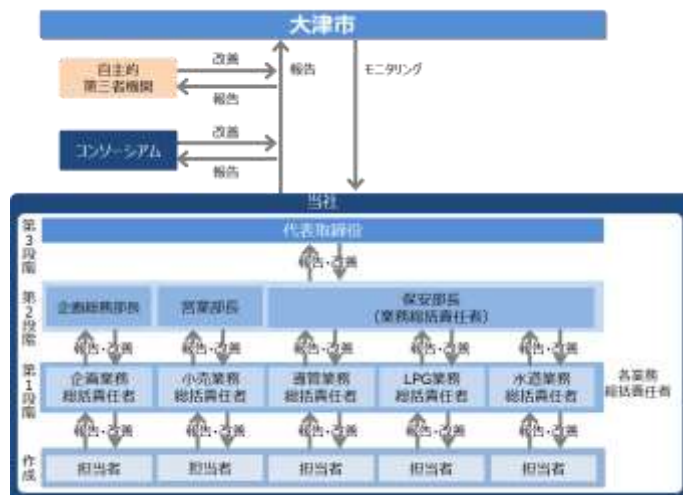 大津市
改善
自主的
第三者機関
報告
報告
モニタリング
改善
コンソーシアム
報告
当社
第3段階
代表取締役
報告・改善
第2段階
企画総務部長
営業部長
保安部長
(業務総括責任者)
報告・改善
報告・改善
報告・改善
報告・改善
報告・改善
第1段階
企画業務
総括責任者
小売業務
総括責任者
導管業務
総括責任者
LPG業務
総括責任者
水道業務
総括責任者
各業務
総括責任者
報告・改善
報告・改善
報告・改善
報告・改善
報告・改善
作成
担当者
担当者
担当者
担当者
担当者